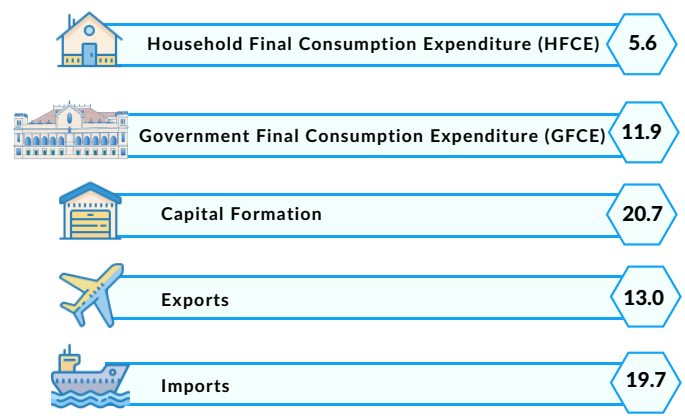 Household Final Consumption Expenditure (HFCE) 5.6
Government Final Consumption Expenditure (GFCE) 11.9
Capital Formation 20.7
Exports 13.0
Imports 19.7